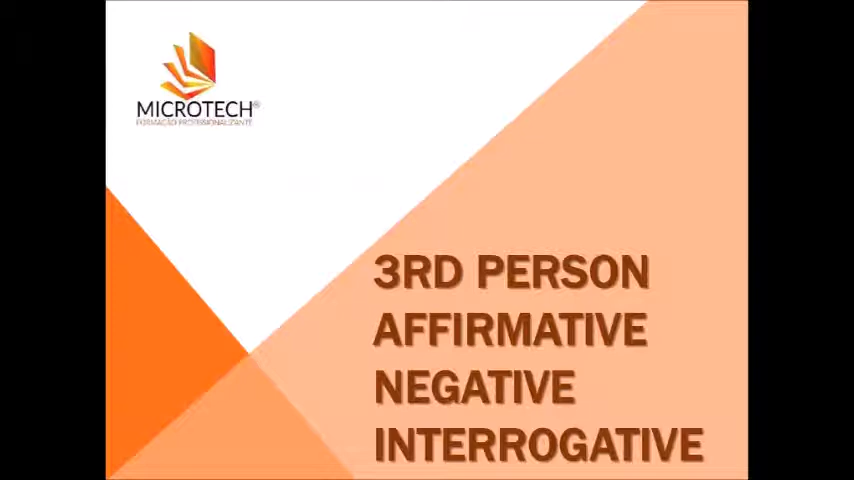 MICROTECH®
FORMAÇÃO PROFISSIONALIZANTE
3RD PERSON
AFFIRMATIVE
NEGATIVE
INTERROGATIVE